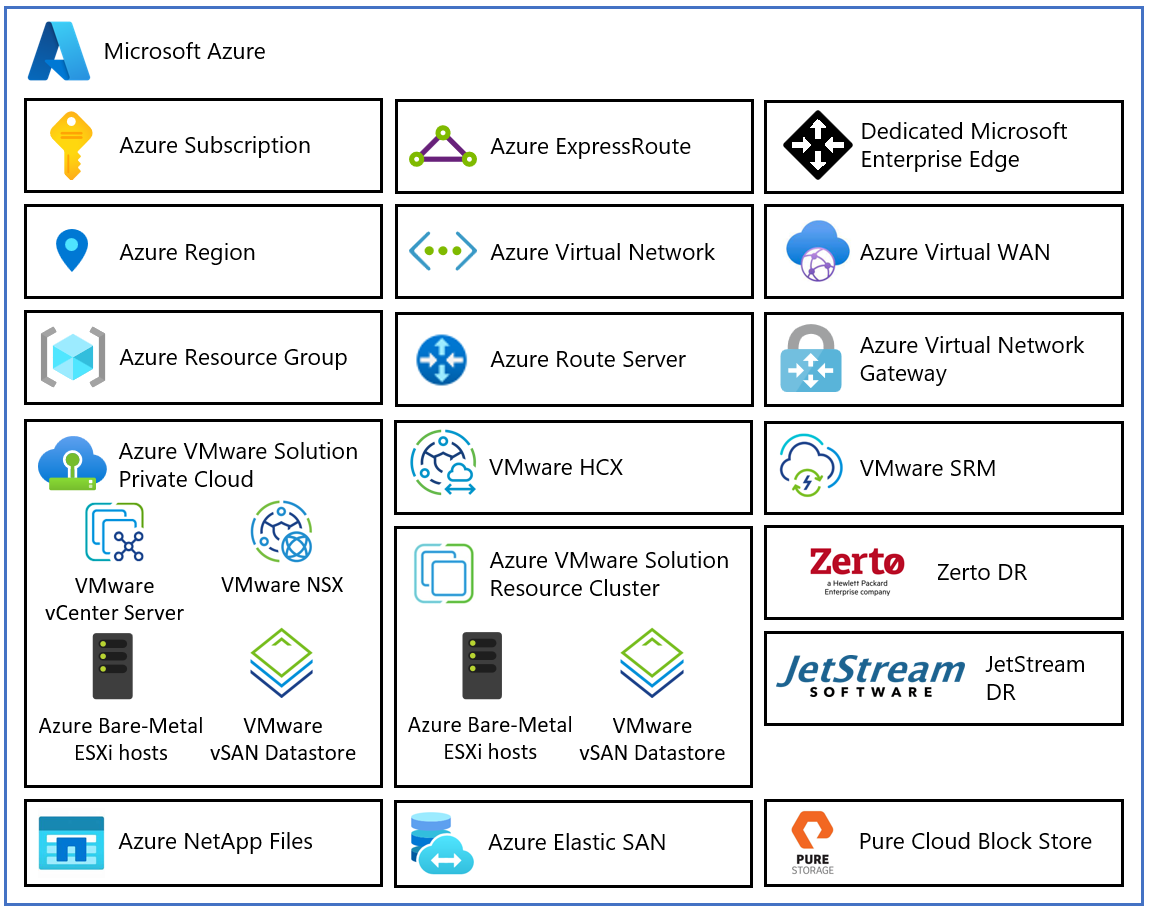 Microsoft Azure
Azure Subscription
Azure ExpressRoute
Dedicated Microsoft
Enterprise Edge
Azure Region
Azure Virtual Network
Azure Virtual WAN
Azure Resource Group
Azure Route Server
Azure Virtual Network
Gateway
Azure VMware Solution
Private Cloud
VMware
vCenter Server
VMware NSX
Azure Bare-Metal
ESXi hosts
VMware
vSAN Datastore
VMware HCX
Azure VMware Solution
Resource Cluster
Azure Bare-Metal
ESXi hosts
VMware
vSAN Datastore
VMware SRM
Zerto
a Hewlett Packard
Enterprise company
Zerto DR
JetStream
SOFTWARE
JetStream
DR
Azure NetApp Files
Azure Elastic SAN
PURE
STORAGE
Pure Cloud Block Store